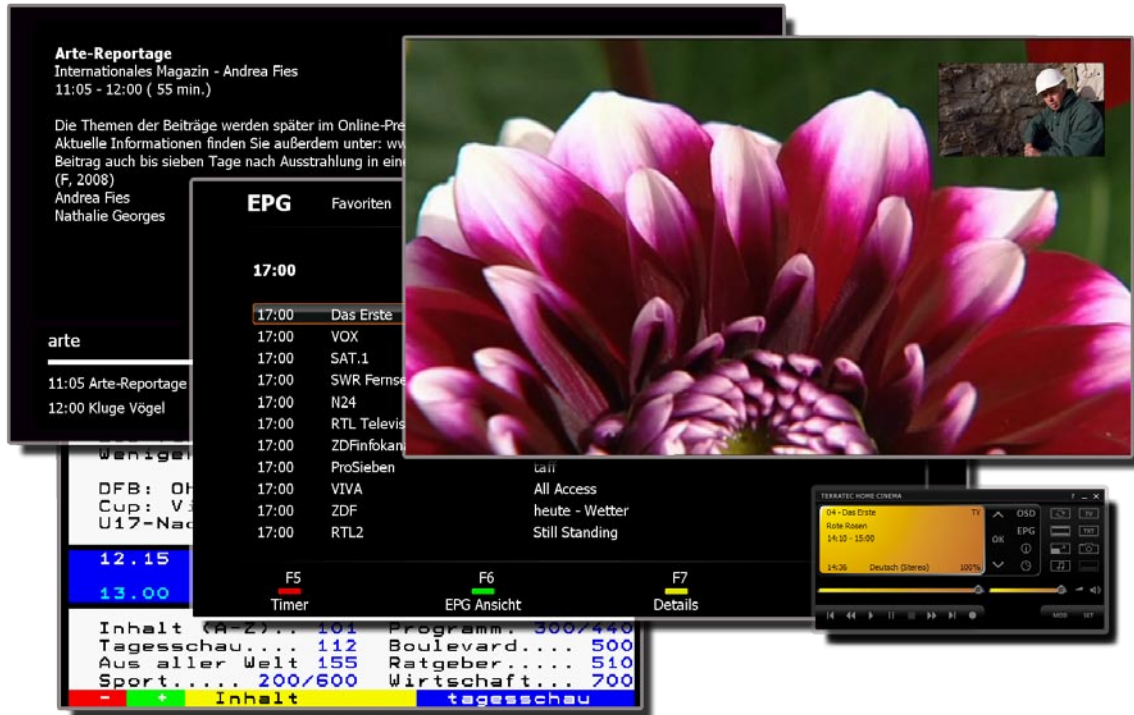 Arte-Reportage
Internationales Magazin - Andrea Fies
11:05 - 12:00 ( 55 min.)
Die Themen der Beiträge werden später im Online-Pre
Aktuelle Informationen finden Sie außerdem unter: ww
Beitrag auch bis sieben Tage nach Ausstrahlung in eine
(F, 2008)
Andrea Fies
Nathalie Georges
arte
11:05 Arte-Reportage
12:00 Kluge Vögel
EPG Favoriten
17:00
17:00 Das Erste
17:00 VOX
17:00 SAT.1
17:00 SWR Fernse
17:00 N24
17:00 RTL Televis
17:00 ZDFinfokana
17:00 ProSieben taff
17:00 VIVA All Access
17:00 ZDF heute - Wetter
17:00 RTL2 Still Standing
F5 F6 F7
Timer EPG Ansicht Details
Weniger
DFB: Oh
Cup: Vi
U17-Nac
12.15
13.00
Inhalt (A-Z).. 101 Programm. 300/440
Tagesschau.... 112 Boulevard.... 500
Aus aller Welt 155 Ratgeber..... 510
Sport..... 200/600 Wirtschaft... 700
- + Inhalt tagesschau
TERRATEC HOME CINEMA ? _ X
04 - Das Erste TV
Rote Rosen
14:10 - 15:00
14:36 Deutsch (Stereo) 100%
OK
OSD
EPG
TV
TXT
MOD SET